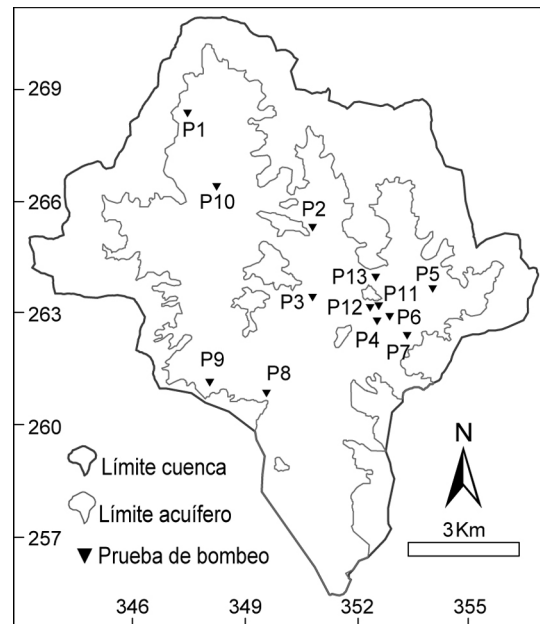 269
P1
266
P10
P2
P13
P5
P3
P12
P11
263
P6
P4
P7
P9
P8
260
N
Límite cuenca
Límite acuífero
3Km
257
Prueba de bombeo
346
349
352
355